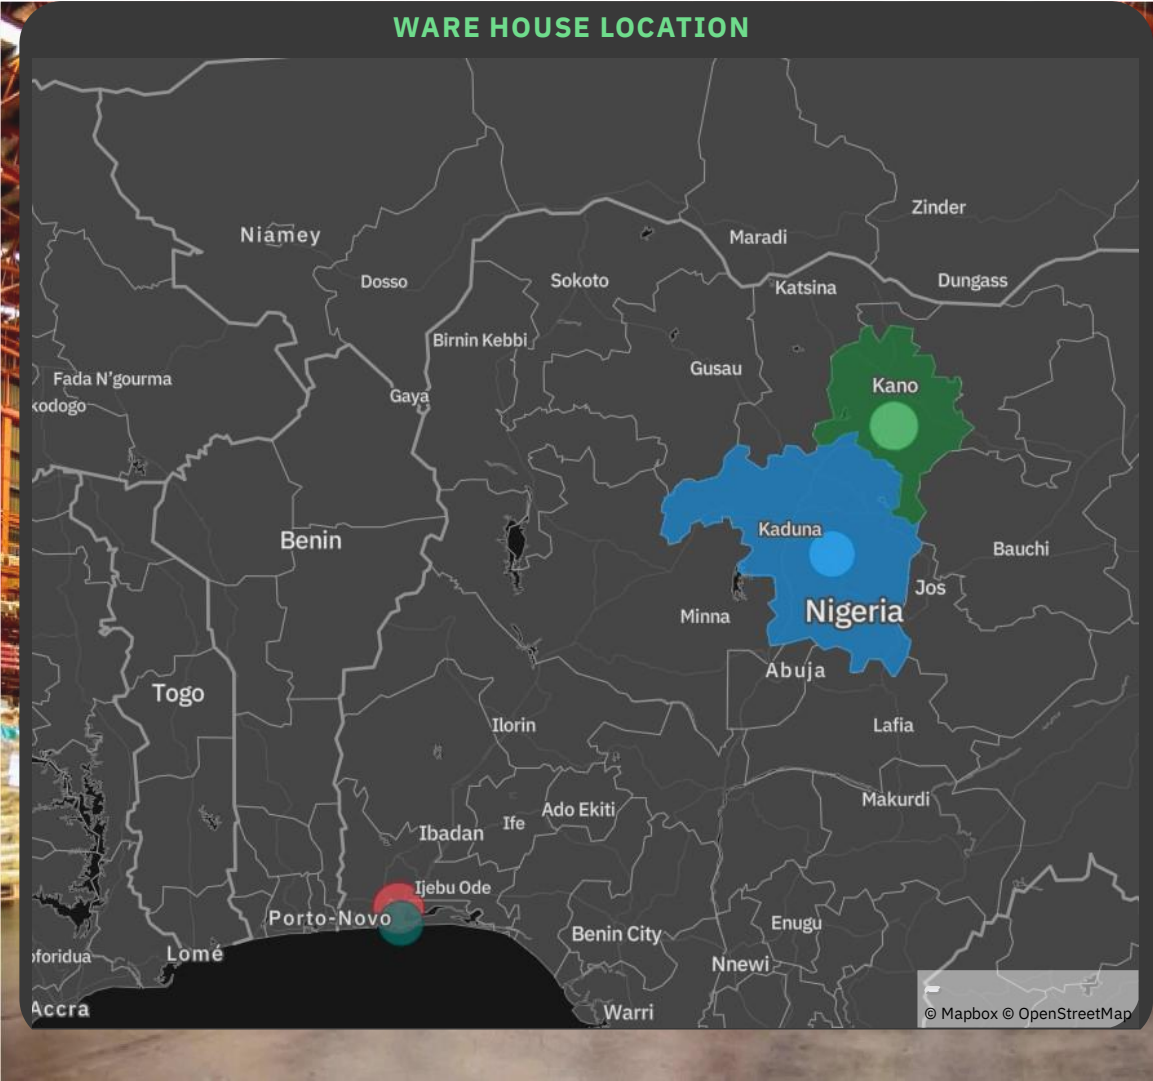 WARE HOUSE LOCATION
Zinder
Niamey
Maradi
Dosso
Sokoto
Katsina
Dungass
Birnin Kebbi
Gusau
Fada N'gourma
Kano
Gaya
kodogo
Kaduna
Benin
Bauchi
Jos
Nigeria
Minna
Abuja
Togo
Ilorin
Lafia
Makurdi
Ado Ekiti
Ife
Ibadan
Ijebu Ode
Porto-Novo
Enugu
Benin City
Lomé
oforidua
Nnewi
Accra
Warri
© Mapbox © OpenStreetMap